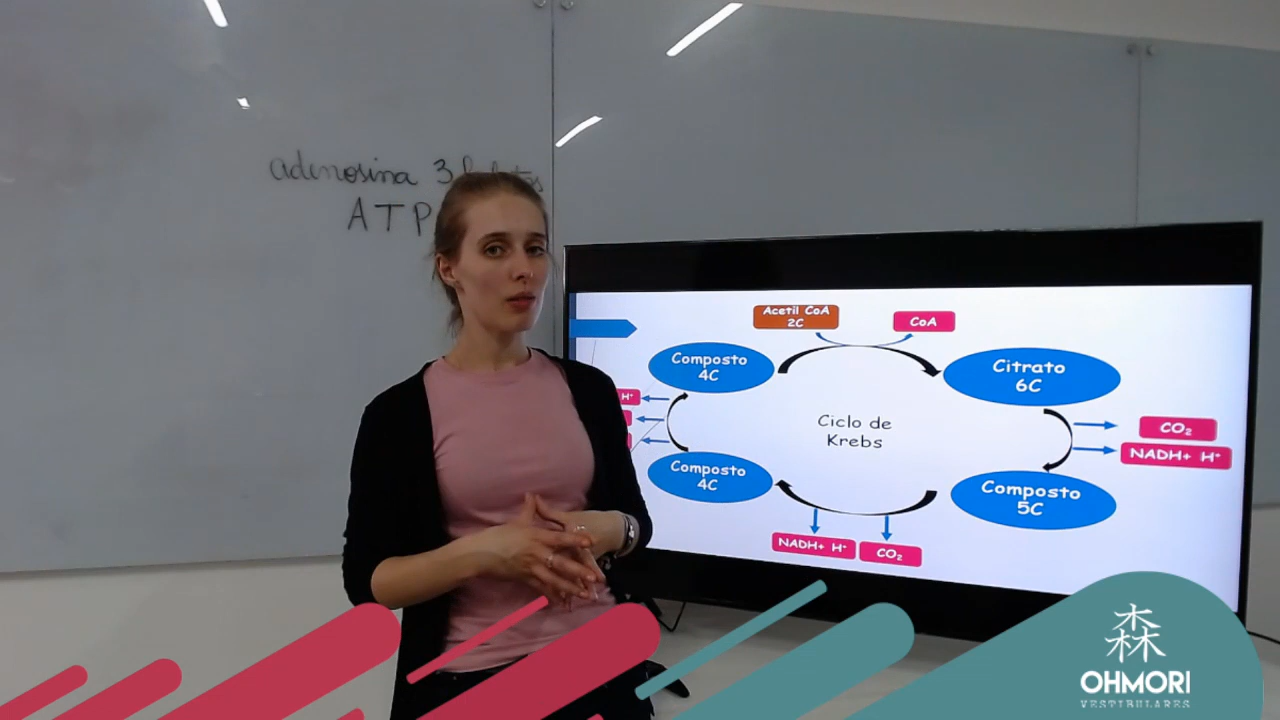 adenosina 3
ATP
Acetil CoA
2C
CoA
Composto
4C
Citrato
6C
H⁺
Ciclo de
Krebs
CO₂
NADH+ H⁺
Composto
4C
Composto
5C
NADH+ H⁺
CO₂
森
OHMORI
VESTIBULARES